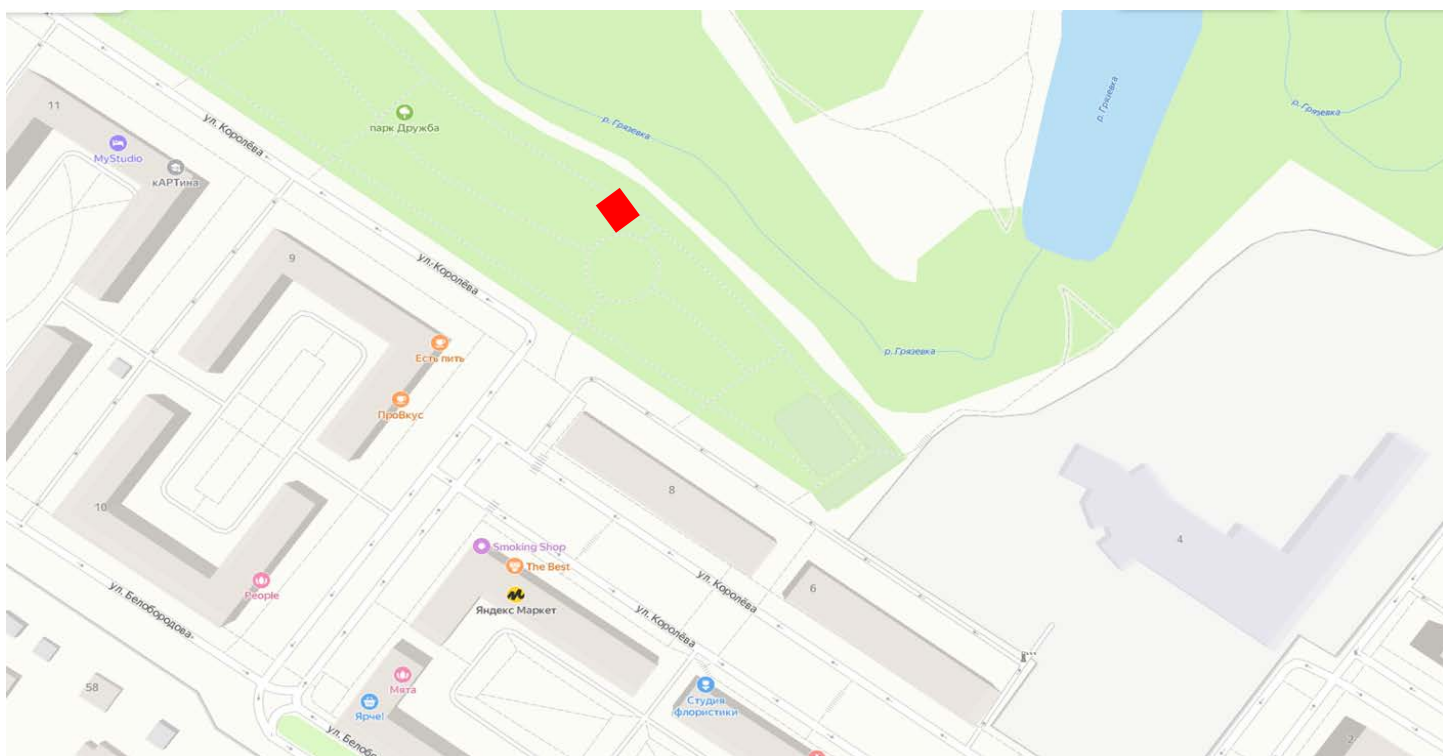 11
MyStudio
кАРТина
ул. Королёва
парк Дружба
р. Грязевка
р. Грязевка
р. Грязевка
9
ул. Королёва
Есть пить
ПроВкус
р. Грязевка
8
10
Smoking Shop
The Best
Яндекс Маркет
People
ул. Белобородова
ул. Королёва
ул. Королёва
6
4
58
Мята
Ярче!
Студия
флористики
ул. Белоборо
2